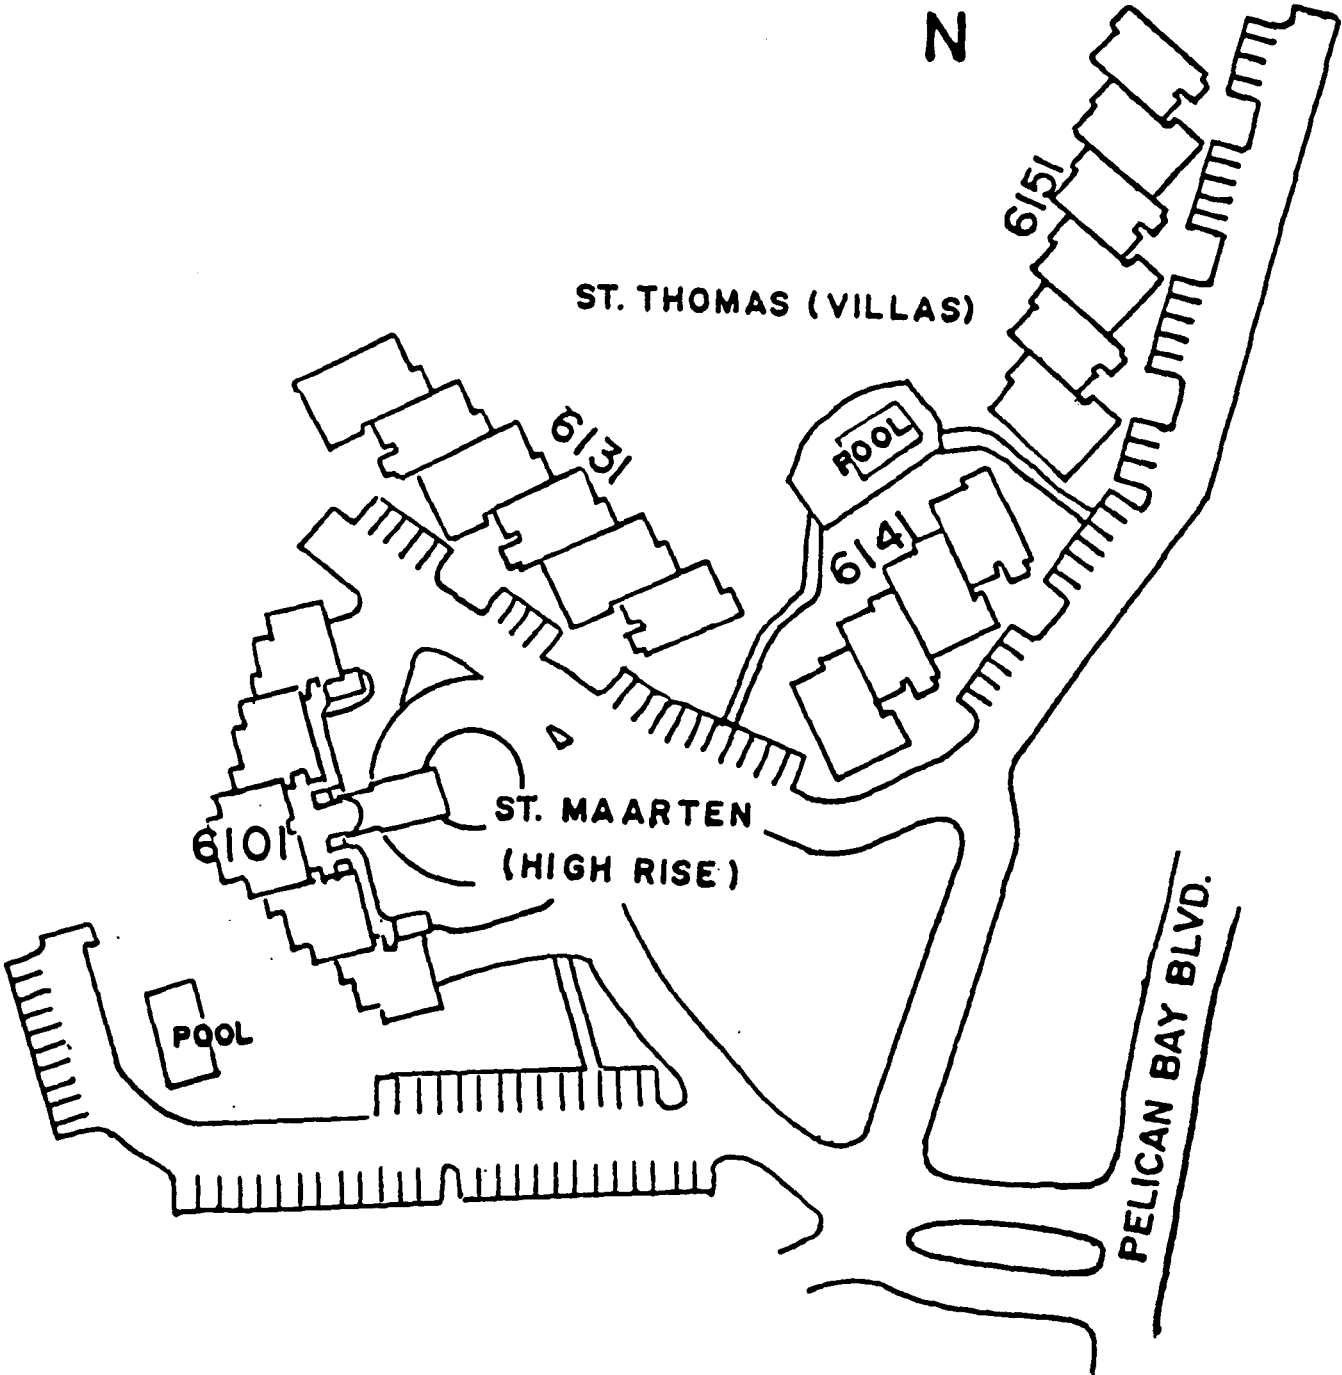 N
6151
ST. THOMAS (VILLAS)
6131
POOL
6141
ST. MAARTEN
(HIGH RISE)
6101
POOL
PELICAN BAY BLVD.